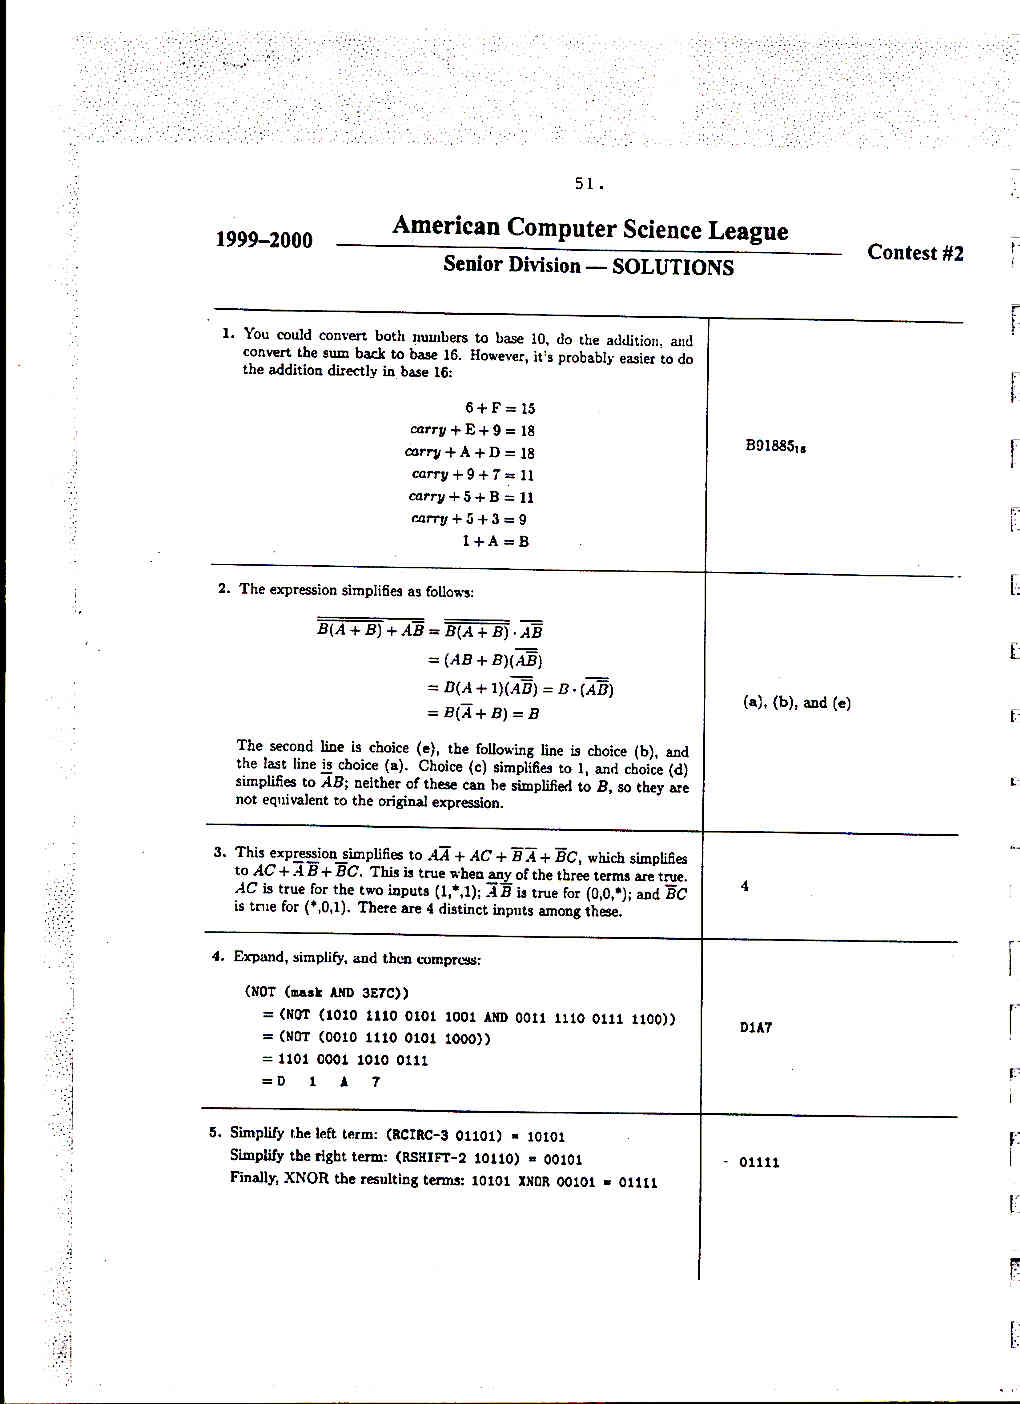 51.
American Computer Science League
1999–2000
Contest #2
Senior Division — SOLUTIONS
1. You could convert both numbers to base 10, do the addition, and
convert the sum back to base 16. However, it's probably easier to do
the addition directly in base 16:
6 + F = 15
carry + E + 9 = 18
carry + A + D = 18
carry + 9 + 7 = 11
carry + 5 + B = 11
carry + 5 + 3 = 9
1 + A = B
B91885₁₆
2. The expression simplifies as follows:
$\overline{\overline{B(A + B)} + A\overline{B}} = \overline{\overline{B(A + B)}} \cdot \overline{A\overline{B}}$
$= (AB + B)(\overline{A\overline{B}})$
$= B(A + 1)(\overline{A\overline{B}}) = B \cdot (\overline{A\overline{B}})$
$= B(\overline{A} + B) = B$
The second line is choice (e), the following line is choice (b), and
the last line is choice (a). Choice (c) simplifies to 1, and choice (d)
simplifies to $\overline{A}B$; neither of these can be simplified to B, so they are
not equivalent to the original expression.
(a), (b), and (e)
3. This expression simplifies to $A\overline{A} + AC + \overline{B}\,\overline{A} + \overline{B}C$, which simplifies
to $AC + \overline{A}\,\overline{B} + \overline{B}C$. This is true when any of the three terms are true.
AC is true for the two inputs (1,*,1); $\overline{A}\,\overline{B}$ is true for (0,0,*); and $\overline{B}C$
is true for (*,0,1). There are 4 distinct inputs among these.
4
4. Expand, simplify, and then compress:
(NOT (mask AND 3E7C))
= (NOT (1010 1110 0101 1001 AND 0011 1110 0111 1100))
= (NOT (0010 1110 0101 1000))
= 1101 0001 1010 0111
= D 1 A 7
D1A7
5. Simplify the left term: (RCIRC-3 01101) = 10101
Simplify the right term: (RSHIFT-2 10110) = 00101
Finally, XNOR the resulting terms: 10101 XNOR 00101 = 01111
01111